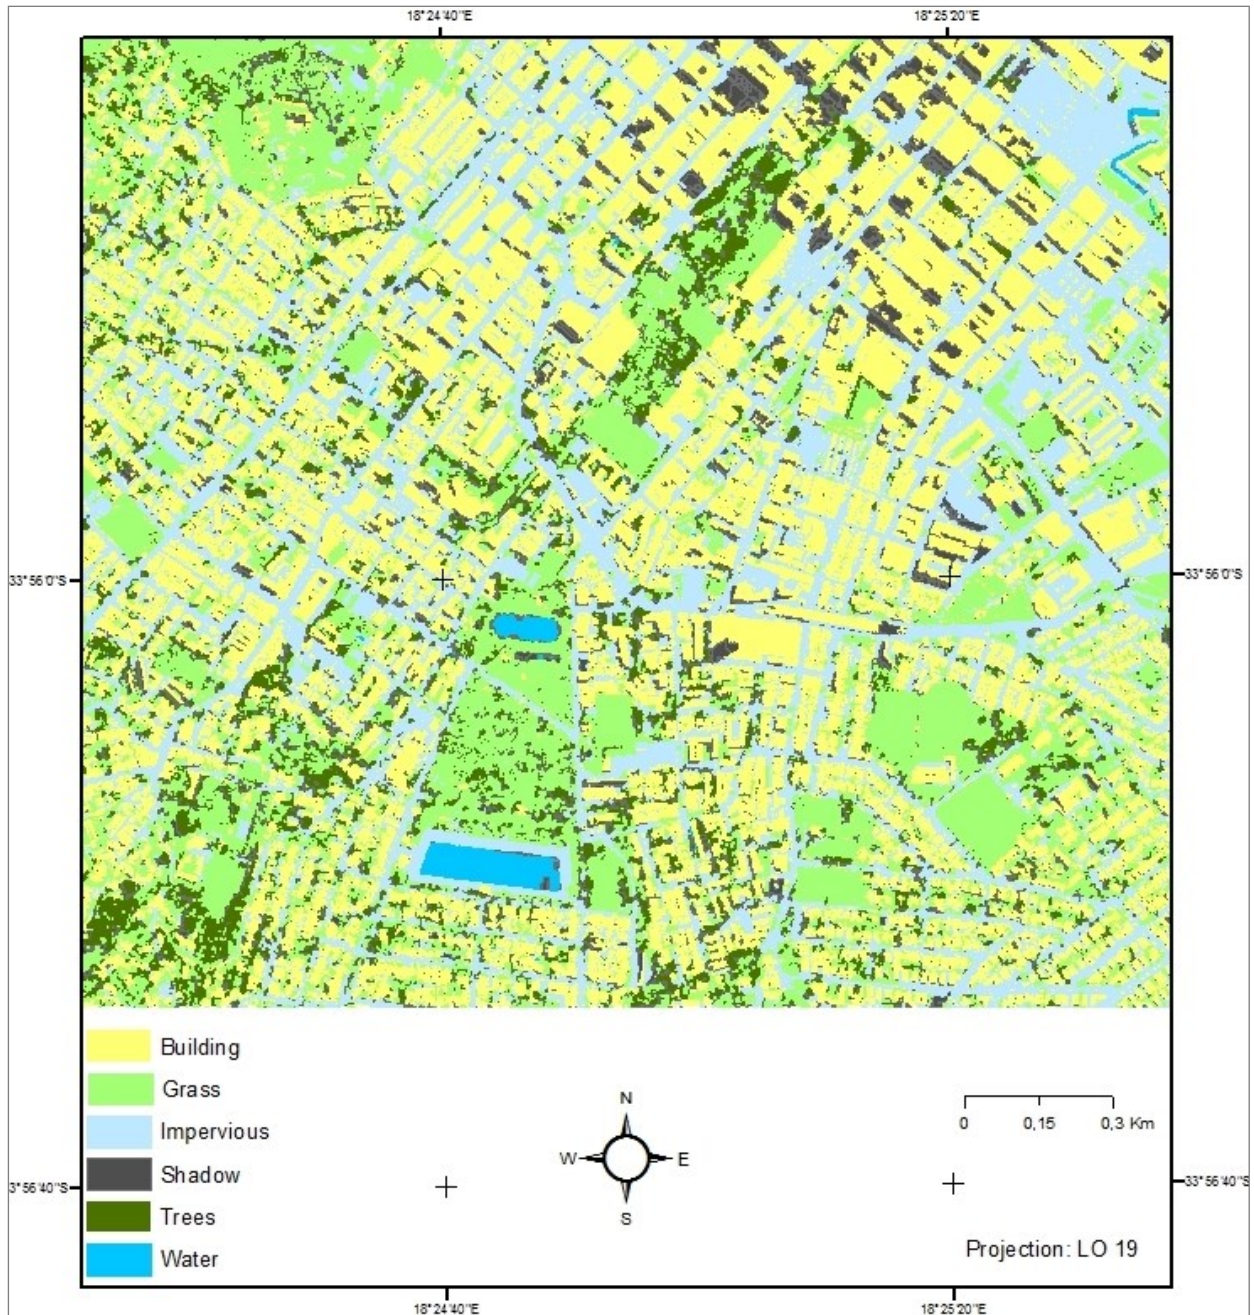 18°24'40"E 18°25'20"E
33°56'0"S 33°56'0"S
Building
Grass
Impervious
Shadow
Trees
Water
N
W E
S
0 0,15 0,3 Km
3°56'40"S 33°56'40"S
Projection: LO 19
18°24'40"E 18°25'20"E